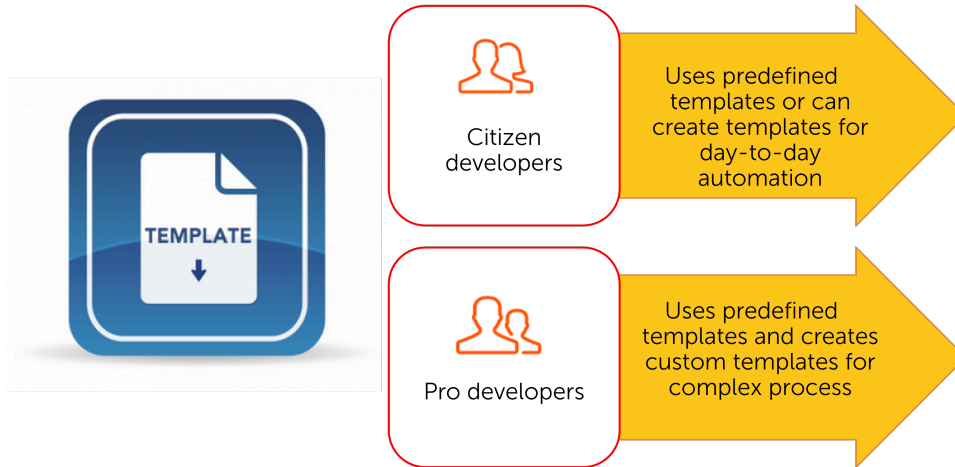 TEMPLATE
Citizen
developers
Uses predefined
templates or can
create templates for
day-to-day
automation
Pro developers
Uses predefined
templates and creates
custom templates for
complex process